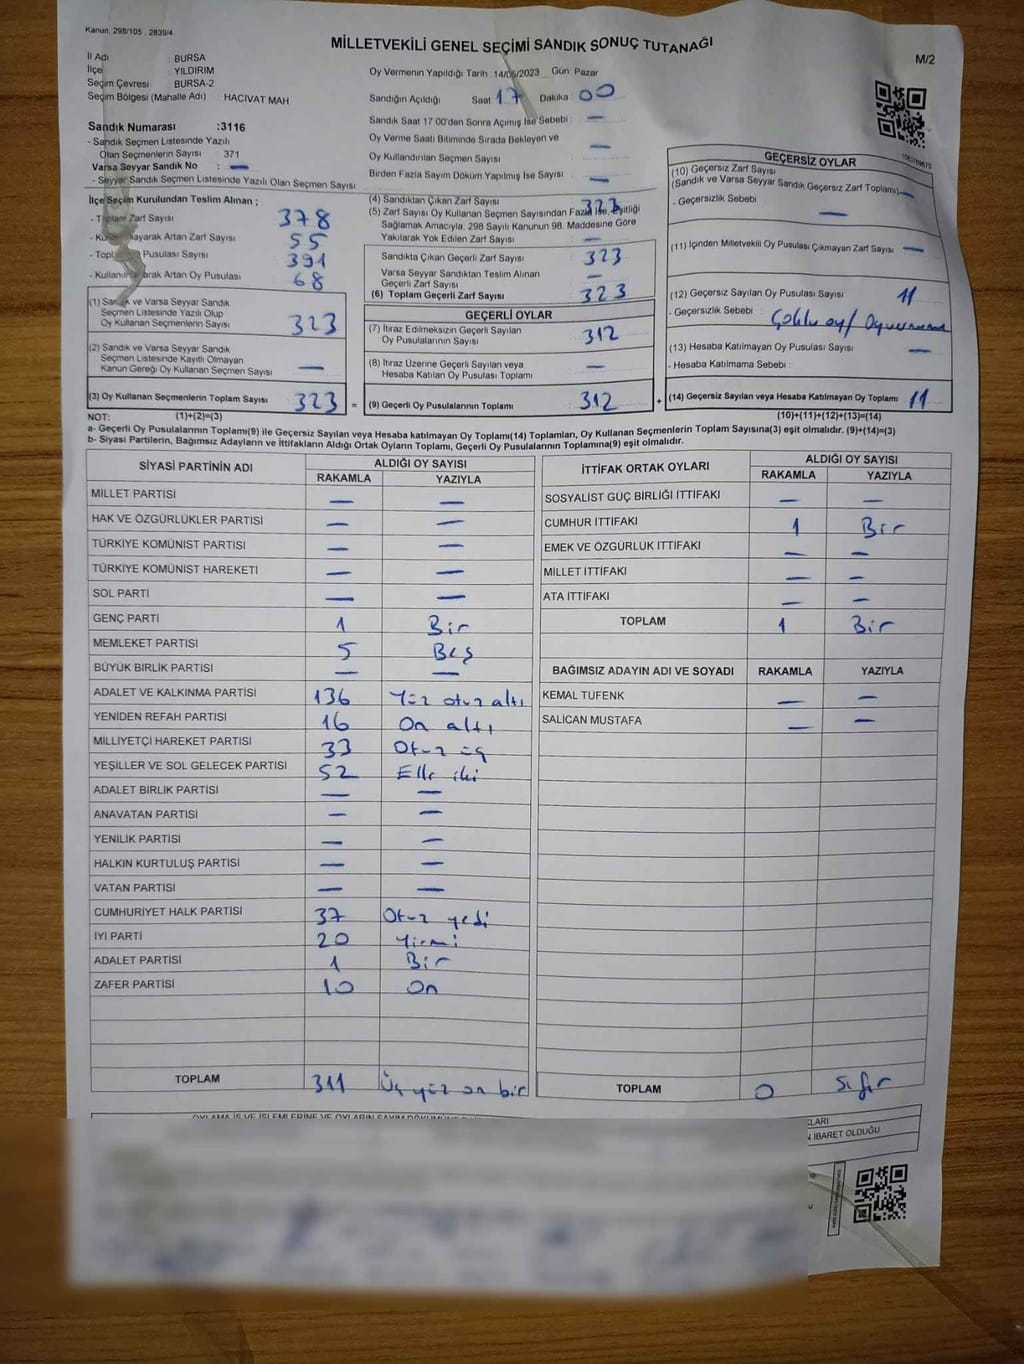 Kanun, 298/105 , 2839/4
MİLLETVEKİLİ GENEL SEÇİMİ SANDIK SONUÇ TUTANAĞI
M/2
İl Adı : BURSA
İlçe : YILDIRIM
Seçim Çevresi : BURSA-2
Seçim Bölgesi (Mahalle Adı) : HACİVAT MAH
Oy Vermenin Yapıldığı Tarih : 14/05/2023 Gün: Pazar
Sandığın Açıldığı Saat 17 Dakika : 00
Sandık Saat 17.00'den Sonra Açılmış İse Sebebi : —
Oy Verme Saati Bitiminde Sırada Bekleyen ve
Oy Kullandırılan Seçmen Sayısı : —
Birden Fazla Sayım Döküm Yapılmış İse Sayısı : —
Sandık Numarası :3116
- Sandık Seçmen Listesinde Yazılı
Olan Seçmenlerin Sayısı : 371
Varsa Seyyar Sandık No : —
- Seyyar Sandık Seçmen Listesinde Yazılı Olan Seçmen Sayısı :
İlçe Seçim Kurulundan Teslim Alınan ;
- Toplam Zarf Sayısı 378
- Kullanılmayarak Artan Zarf Sayısı 55
- Toplam Oy Pusulası Sayısı 391
- Kullanılmayarak Artan Oy Pusulası 68
(1) Sandık ve Varsa Seyyar Sandık
Seçmen Listesinde Yazılı Olup
Oy Kullanan Seçmenlerin Sayısı : 323
(2) Sandık ve Varsa Seyyar Sandık
Seçmen Listesinde Kayıtlı Olmayan
Kanun Gereği Oy Kullanan Seçmen Sayısı : —
(3) Oy Kullanan Seçmenlerin Toplam Sayısı 323 =
(4) Sandıktan Çıkan Zarf Sayısı 323
(5) Zarf Sayısı Oy Kullanan Seçmen Sayısından Fazla İse, Eşitliği
Sağlamak Amacıyla, 298 Sayılı Kanunun 98. Maddesine Göre
Yakılarak Yok Edilen Zarf Sayısı : —
Sandıkta Çıkan Geçerli Zarf Sayısı : 323
Varsa Seyyar Sandıktan Teslim Alınan
Geçerli Zarf Sayısı : —
(6) Toplam Geçerli Zarf Sayısı : 323
GEÇERLİ OYLAR
(7) İtiraz Edilmeksizin Geçerli Sayılan
Oy Pusulalarının Sayısı : 312
(8) İtiraz Üzerine Geçerli Sayılan veya
Hesaba Katılan Oy Pusulası Toplamı : —
(9) Geçerli Oy Pusulalarının Toplamı : 312 +
GEÇERSİZ OYLAR
(10) Geçersiz Zarf Sayısı
(Sandık ve Varsa Seyyar Sandık Geçersiz Zarf Toplamı) —
- Geçersizlik Sebebi : —
(11) İçinden Milletvekili Oy Pusulası Çıkmayan Zarf Sayısı : —
(12) Geçersiz Sayılan Oy Pusulası Sayısı : 11
- Geçersizlik Sebebi : Çoklu oy/
(13) Hesaba Katılmayan Oy Pusulası Sayısı : —
- Hesaba Katılmama Sebebi :
(14) Geçersiz Sayılan veya Hesaba Katılmayan Oy Toplamı : 11
NOT: (1)+(2)=(3) (10)+(11)+(12)+(13)=(14)
a- Geçerli Oy Pusulalarının Toplamı(9) ile Geçersiz Sayılan veya Hesaba katılmayan Oy Toplamı(14) Toplamları, Oy Kullanan Seçmenlerin Toplam Sayısına(3) eşit olmalıdır. (9)+(14)=(3)
b- Siyasi Partilerin, Bağımsız Adayların ve İttifakların Aldığı Ortak Oyların Toplamı, Geçerli Oy Pusulalarının Toplamına(9) eşit olmalıdır.
SİYASİ PARTİNİN ADI ALDIĞI OY SAYISI
RAKAMLA YAZIYLA
MİLLET PARTİSİ — —
HAK VE ÖZGÜRLÜKLER PARTİSİ — —
TÜRKİYE KOMÜNİST PARTİSİ — —
TÜRKİYE KOMÜNİST HAREKETİ — —
SOL PARTİ — —
GENÇ PARTİ 1 Bir
MEMLEKET PARTİSİ 5 Beş
BÜYÜK BİRLİK PARTİSİ — —
ADALET VE KALKINMA PARTİSİ 136 Yüz otuz altı
YENİDEN REFAH PARTİSİ 16 On altı
MİLLİYETÇİ HAREKET PARTİSİ 33 Otuz üç
YEŞİLLER VE SOL GELECEK PARTİSİ 52 Elli iki
ADALET BİRLİK PARTİSİ — —
ANAVATAN PARTİSİ — —
YENİLİK PARTİSİ — —
HALKIN KURTULUŞ PARTİSİ — —
VATAN PARTİSİ — —
CUMHURİYET HALK PARTİSİ 37 Otuz yedi
İYİ PARTİ 20 Yirmi
ADALET PARTİSİ 1 Bir
ZAFER PARTİSİ 10 On
TOPLAM 311 Üç yüz on bir
İTTİFAK ORTAK OYLARI ALDIĞI OY SAYISI
RAKAMLA YAZIYLA
SOSYALİST GÜÇ BİRLİĞİ İTTİFAKI — —
CUMHUR İTTİFAKI 1 Bir
EMEK VE ÖZGÜRLÜK İTTİFAKI — —
MİLLET İTTİFAKI — —
ATA İTTİFAKI — —
TOPLAM 1 Bir
BAĞIMSIZ ADAYIN ADI VE SOYADI RAKAMLA YAZIYLA
KEMAL TÜFENK — —
SALİCAN MUSTAFA — —
TOPLAM 0 Sıfır
İBARET OLDUĞU